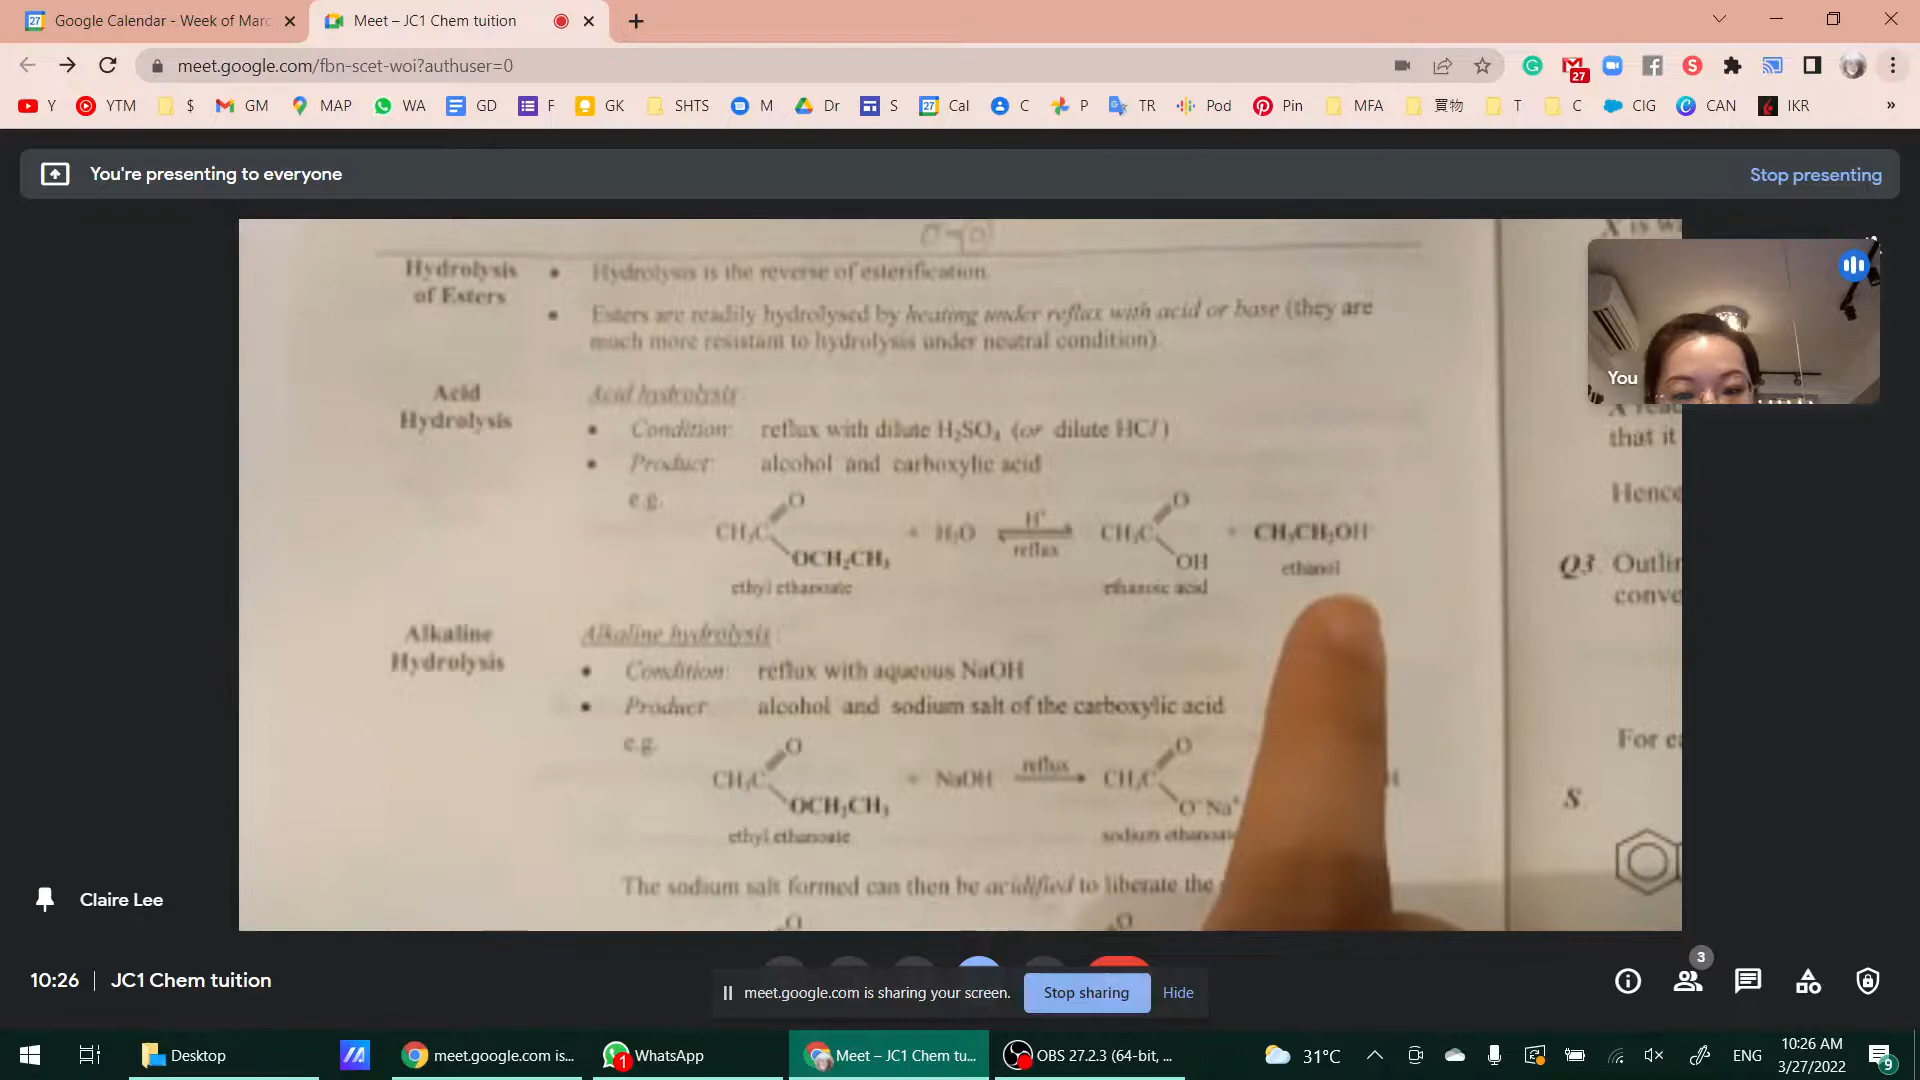 Google Calendar - Week of Marc
Meet – JC1 Chem tuition
meet.google.com/fbn-scet-woi?authuser=0
27
Y YTM $ GM MAP WA GD F GK SHTS M Dr S Cal C P TR Pod Pin MFA 買物 T C CIG CAN IKR »
You're presenting to everyone
Stop presenting
Hydrolysis of Esters
• Hydrolysis is the reverse of esterification.
• Esters are readily hydrolysed by heating under reflux with acid or base (they are
much more resistant to hydrolysis under neutral condition).
Acid Hydrolysis
Acid hydrolysis
• Condition: reflux with dilute H₂SO₄ (or dilute HCl)
• Product: alcohol and carboxylic acid
e.g.
O O
CH₃C + H₂O H⁺ reflux CH₃C + CH₃CH₂OH
OCH₂CH₃ OH ethanol
ethyl ethanoate ethanoic acid
Alkaline Hydrolysis
Alkaline hydrolysis
• Condition: reflux with aqueous NaOH
• Product: alcohol and sodium salt of the carboxylic acid
e.g.
O O
CH₃C + NaOH reflux CH₃C
OCH₂CH₃ O⁻ Na⁺
ethyl ethanoate sodium ethanoate
The sodium salt formed can then be acidified to liberate the
O O
X is
that it
Hence
Q3 Outlin
conve
For ea
S
You
Claire Lee
10:26 | JC1 Chem tuition
meet.google.com is sharing your screen. Stop sharing Hide
3
Desktop
meet.google.com is...
1 WhatsApp
Meet – JC1 Chem tu...
OBS 27.2.3 (64-bit, ...
31°C
ENG
10:26 AM
3/27/2022
9